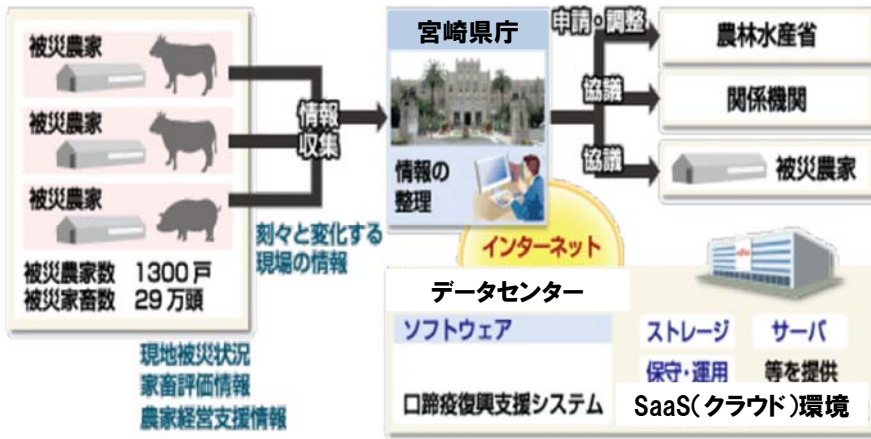 被災農家
被災農家
被災農家
被災農家数 1300戸
被災家畜数 29万頭
情報
収集
刻々と変化する
現場の情報
現地被災状況
家畜評価情報
農家経営支援情報
宮崎県庁
情報の
整理
申請・調整
農林水産省
協議
関係機関
協議
被災農家
インターネット
データセンター
ソフトウェア
口蹄疫復興支援システム
ストレージ
サーバ
保守・運用
等を提供
SaaS(クラウド)環境